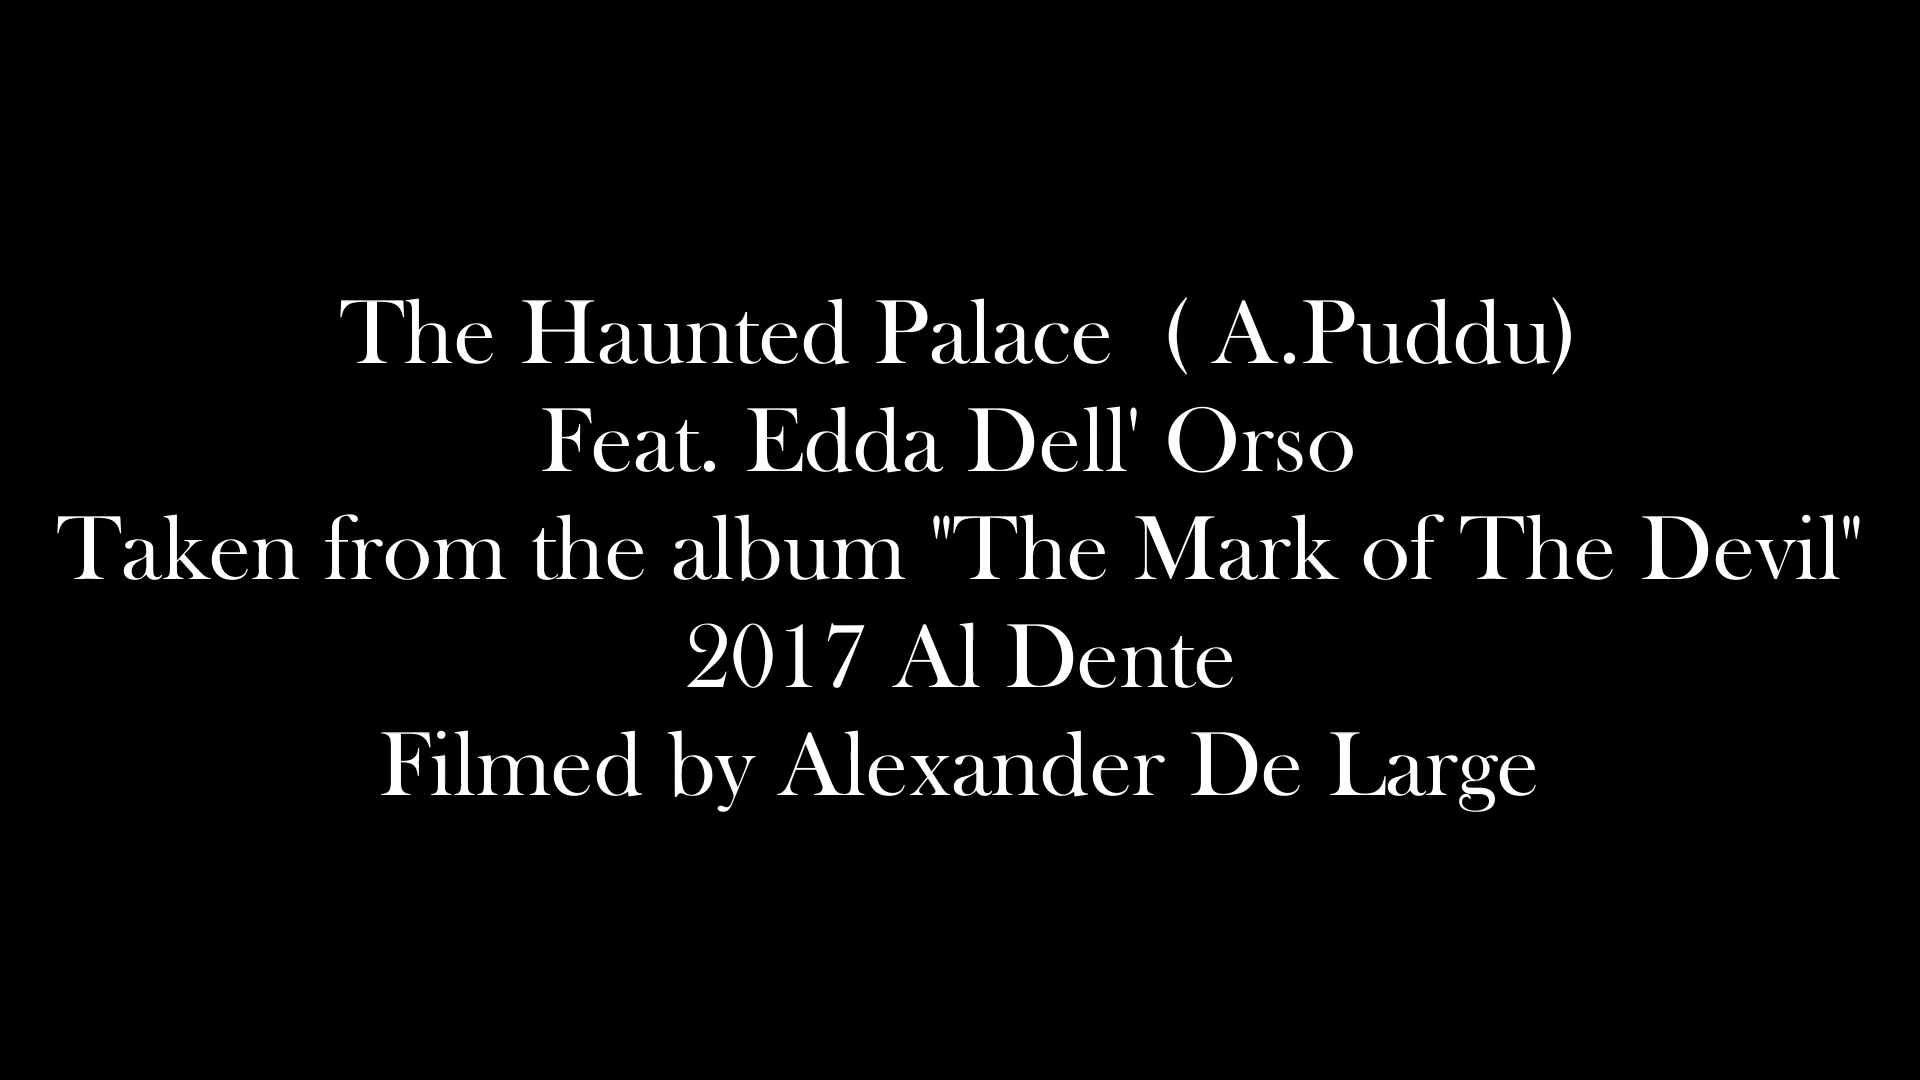 The Haunted Palace  ( A.Puddu)
Feat. Edda Dell' Orso
Taken from the album "The Mark of The Devil"
2017 Al Dente
Filmed by Alexander De Large